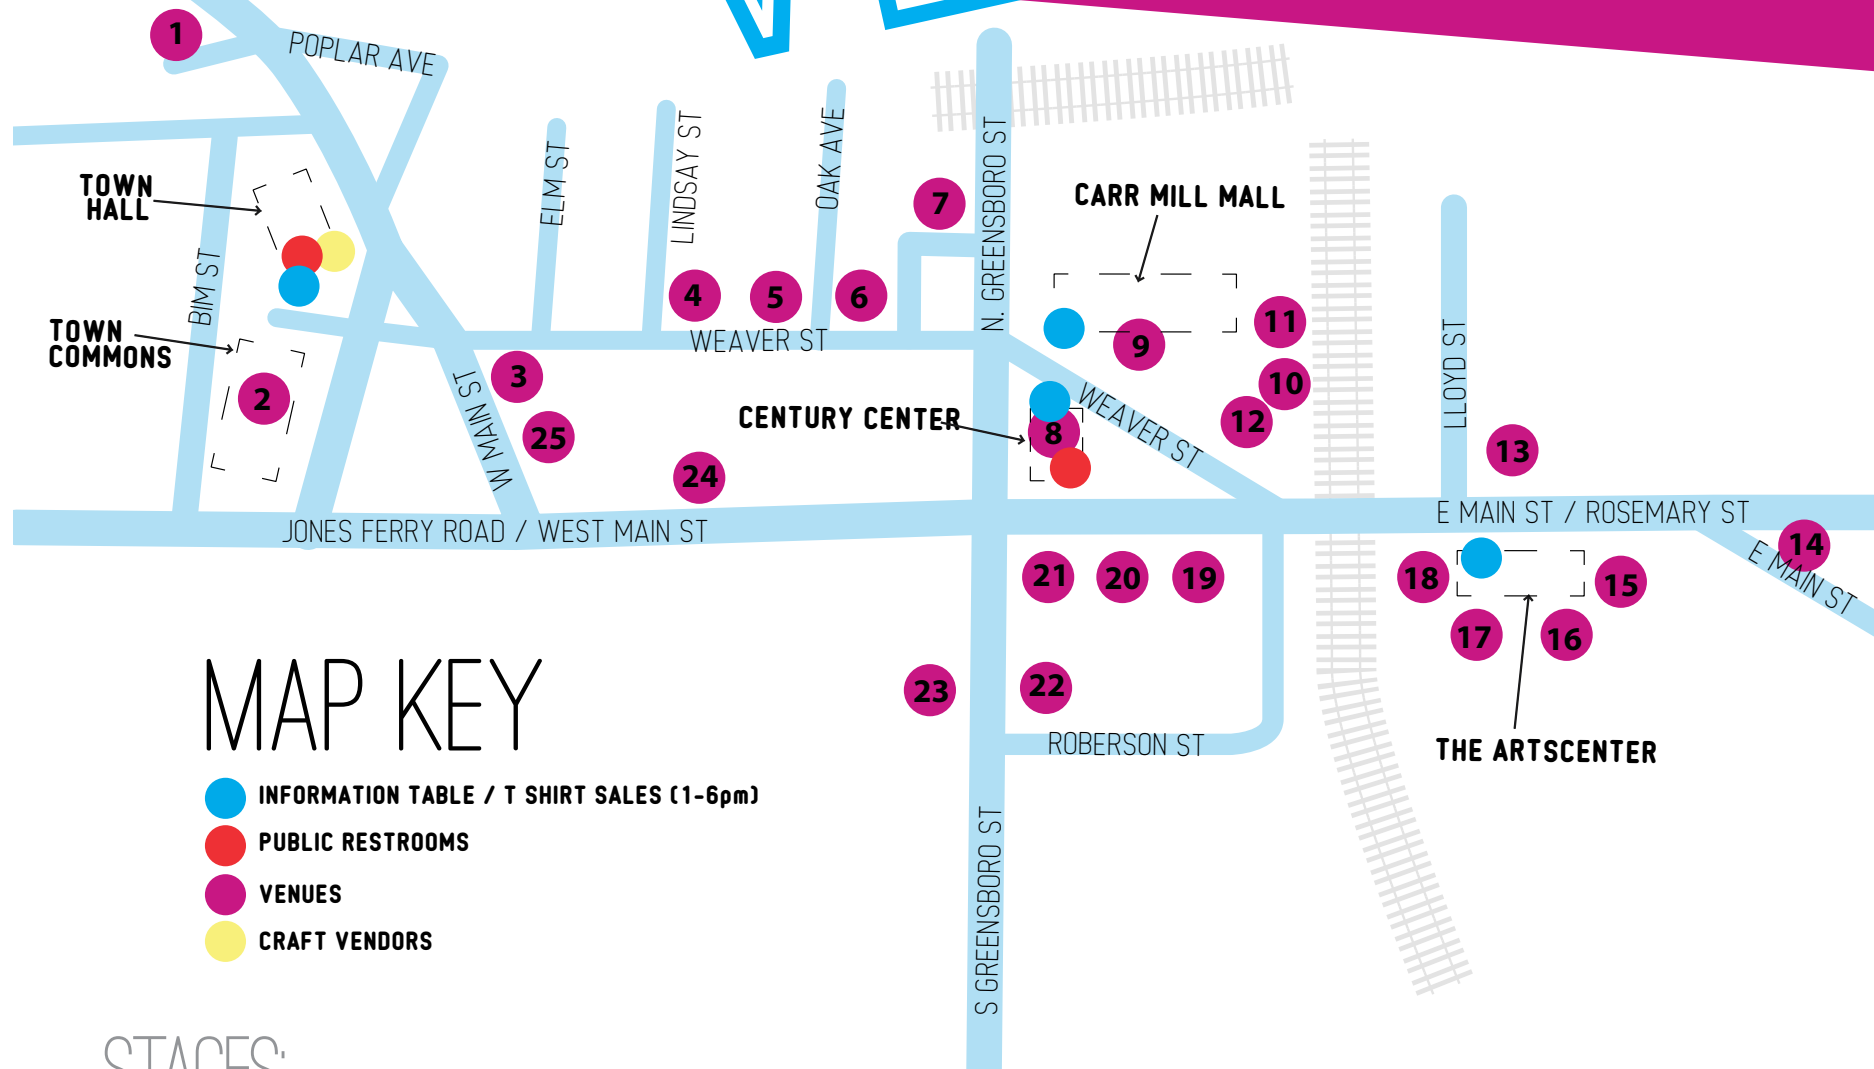 1
POPLAR AVE
TOWN
HALL
BIM ST
TOWN
COMMONS
2
ELM ST
LINDSAY ST
OAK AVE
N. GREENSBORO ST
7
CARR MILL MALL
4
5
6
WEAVER ST
3
25
W MAIN ST
24
CENTURY CENTER
8
9
11
10
12
WEAVER ST
LLOYD ST
13
JONES FERRY ROAD / WEST MAIN ST
E MAIN ST / ROSEMARY ST
14
E MAIN ST
21
20
19
18
15
17
16
23
22
ROBERSON ST
THE ARTSCENTER
S GREENSBORO ST
MAP KEY
INFORMATION TABLE / T SHIRT SALES (1-6pm)
PUBLIC RESTROOMS
VENUES
CRAFT VENDORS
STAGES: